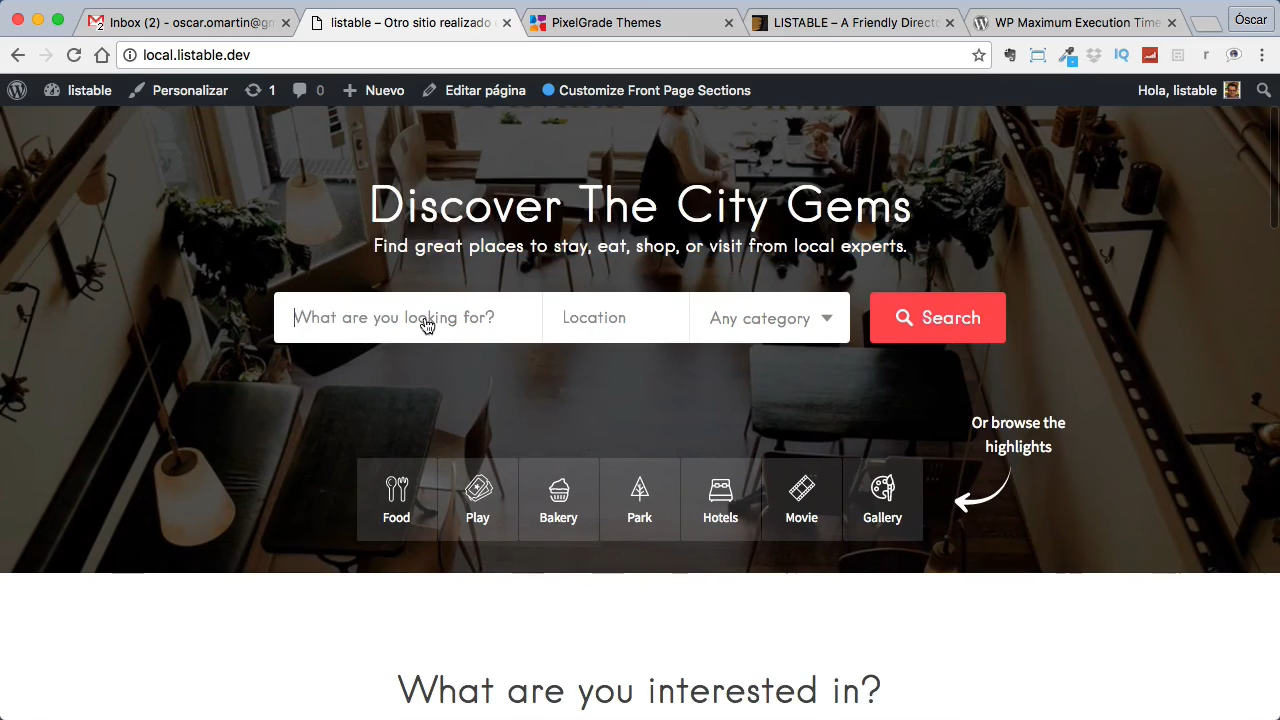 Inbox (2) - oscar.omartin@gm
listable – Otro sitio realizado
PixelGrade Themes
LISTABLE – A Friendly Directo
WP Maximum Execution Time
Óscar
local.listable.dev
listable
Personalizar
1
0
Nuevo
Editar página
Customize Front Page Sections
Hola, listable
Discover The City Gems
Find great places to stay, eat, shop, or visit from local experts.
What are you looking for?
Location
Any category
Search
Or browse the
highlights
Food
Play
Bakery
Park
Hotels
Movie
Gallery
What are you interested in?